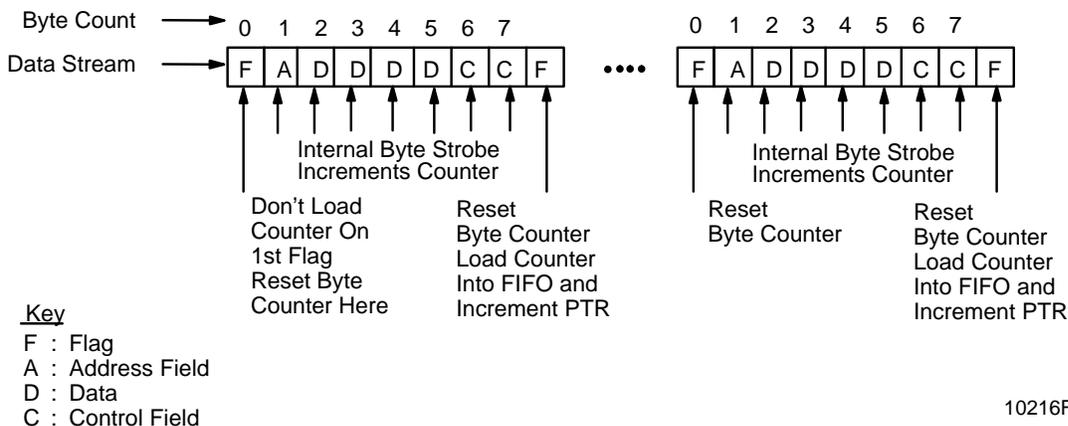 Byte Count 0 1 2 3 4 5 6 7 0 1 2 3 4 5 6 7
Data Stream F A D D D D C C F •••• F A D D D D C C F
Internal Byte Strobe
Increments Counter
Internal Byte Strobe
Increments Counter
Don't Load
Counter On
1st Flag
Reset Byte
Counter Here
Reset
Byte Counter
Load Counter
Into FIFO and
Increment PTR
Reset
Byte Counter
Reset
Byte Counter
Load Counter
Into FIFO and
Increment PTR
Key
F : Flag
A : Address Field
D : Data
C : Control Field
10216F